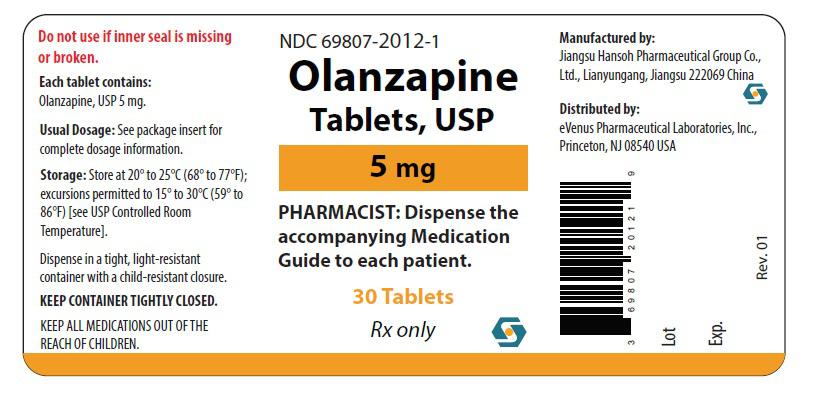 Do not use if inner seal is missing
or broken.
Each tablet contains:
Olanzapine, USP 5 mg.
Usual Dosage: See package insert for
complete dosage information.
Storage: Store at 20° to 25°C (68° to 77°F);
excursions permitted to 15° to 30°C (59° to
86°F) [see USP Controlled Room
Temperature].
Dispense in a tight, light-resistant
container with a child-resistant closure.
KEEP CONTAINER TIGHTLY CLOSED.
KEEP ALL MEDICATIONS OUT OF THE
REACH OF CHILDREN.
NDC 69807-2012-1
Olanzapine
Tablets, USP
5 mg
PHARMACIST: Dispense the
accompanying Medication
Guide to each patient.
30 Tablets
Rx only
Manufactured by:
Jiangsu Hansoh Pharmaceutical Group Co.,
Ltd., Lianyungang, Jiangsu 222069 China
Distributed by:
eVenus Pharmaceutical Laboratories, Inc.,
Princeton, NJ 08540 USA
3 69807 20121 9
Lot
Exp.
Rev. 01